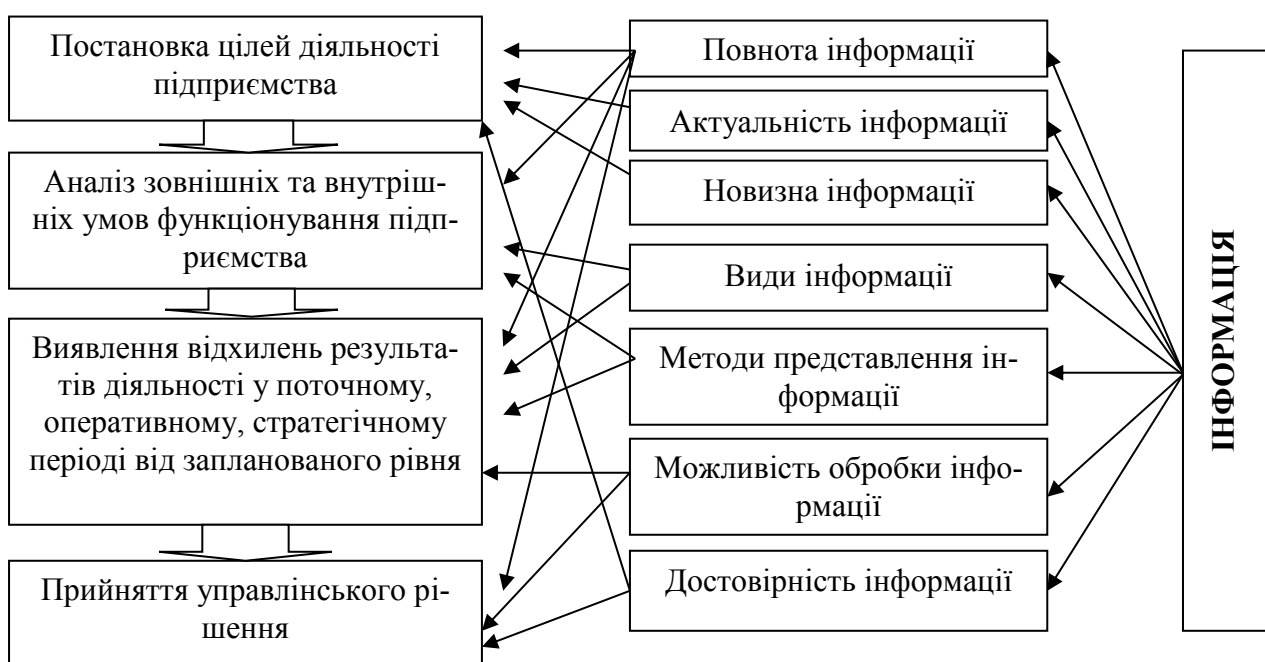 Постановка цілей діяльності
підприємства
Аналіз зовнішніх та внутріш-
ніх умов функціонування підп-
риємства
Виявлення відхилень результа-
тів діяльності у поточному,
оперативному, стратегічному
періоді від запланованого рівня
Прийняття управлінського рі-
шення
Повнота інформації
Актуальність інформації
Новизна інформації
Види інформації
Методи представлення ін-
формації
Можливість обробки інфо-
рмації
Достовірність інформації
ІНФОРМАЦІЯ